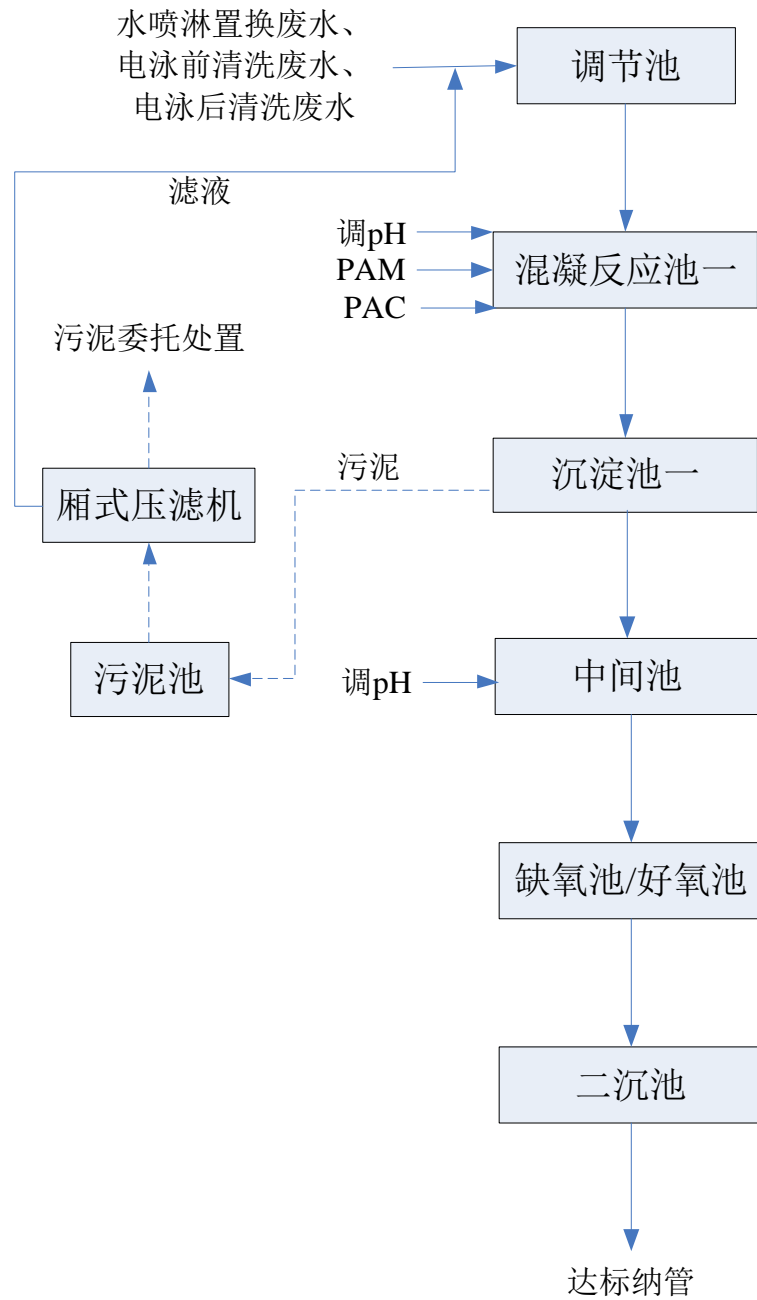 水喷淋置换废水、
电泳前清洗废水、
电泳后清洗废水
调节池
滤液
调pH
PAM
PAC
混凝反应池一
污泥委托处置
污泥
沉淀池一
厢式压滤机
污泥池
调pH
中间池
缺氧池/好氧池
二沉池
达标纳管